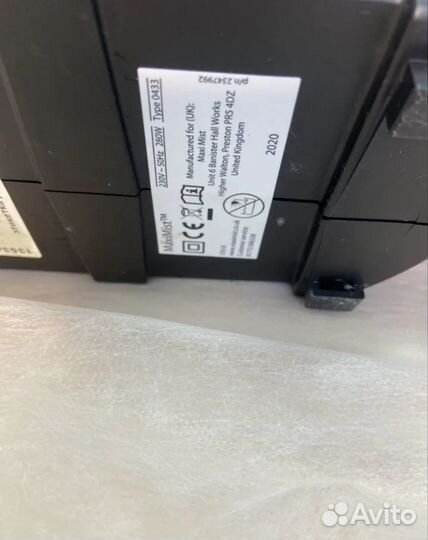 MaxiMist™
230V ~ 50Hz 280W Type 0433
Manufactured for (UK):
Maxi Mist
Unit 6 Banister Hall Works
Higher Walton, Preston PR5 4DZ
United Kingdom
2020
p/n 2347992
CE
Avito